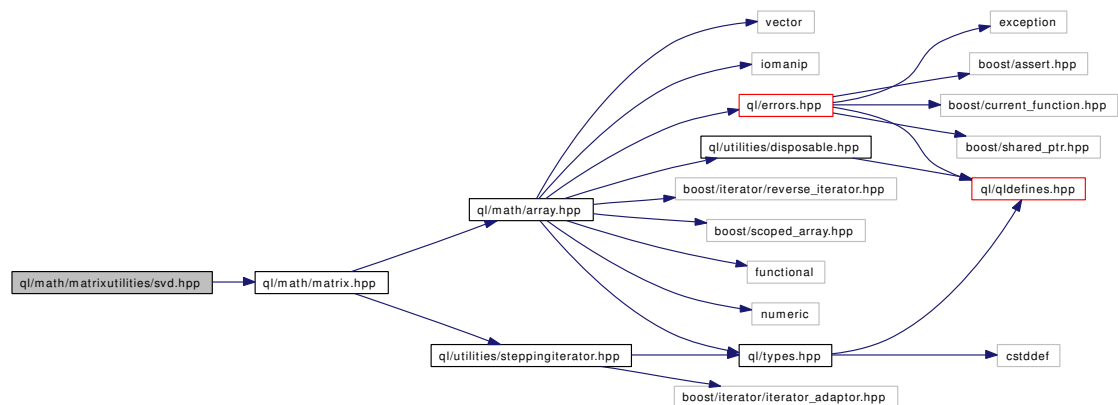 vector
exception
iomanip
boost/assert.hpp
ql/errors.hpp
boost/current_function.hpp
ql/utilities/disposable.hpp
boost/shared_ptr.hpp
boost/iterator/reverse_iterator.hpp
ql/qldefines.hpp
ql/math/array.hpp
boost/scoped_array.hpp
functional
ql/math/matrixutilities/svd.hpp
ql/math/matrix.hpp
numeric
ql/utilities/steppingiterator.hpp
ql/types.hpp
cstddef
boost/iterator/iterator_adaptor.hpp